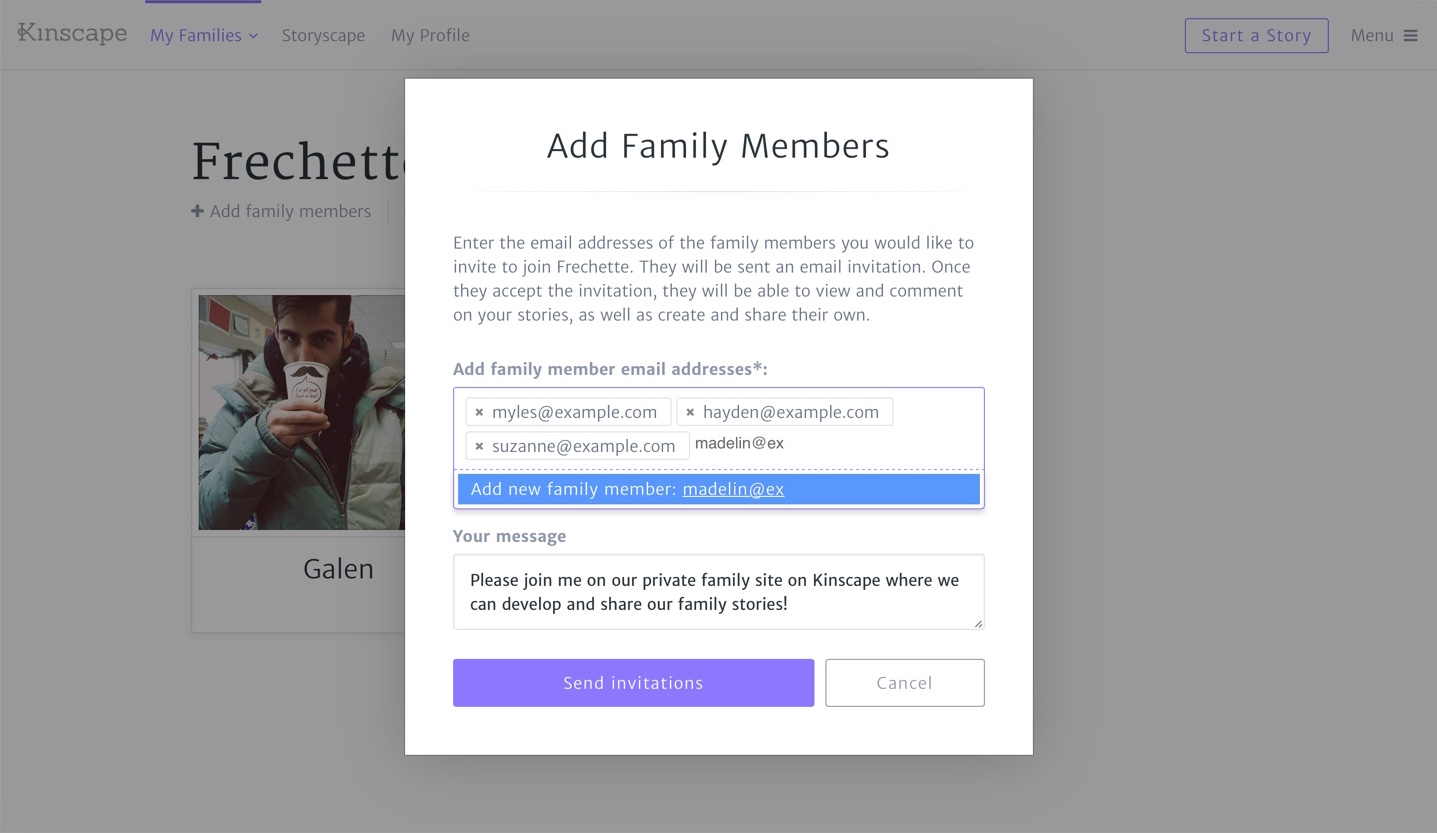 Kinscape
My Families
Storyscape
My Profile
Start a Story
Menu
Frechett
Add family members
Galen
Add Family Members
Enter the email addresses of the family members you would like to
invite to join Frechette. They will be sent an email invitation. Once
they accept the invitation, they will be able to view and comment
on your stories, as well as create and share their own.
Add family member email addresses*:
× myles@example.com × hayden@example.com
× suzanne@example.com madelin@ex
Add new family member: madelin@ex
Your message
Please join me on our private family site on Kinscape where we
can develop and share our family stories!
Send invitations
Cancel